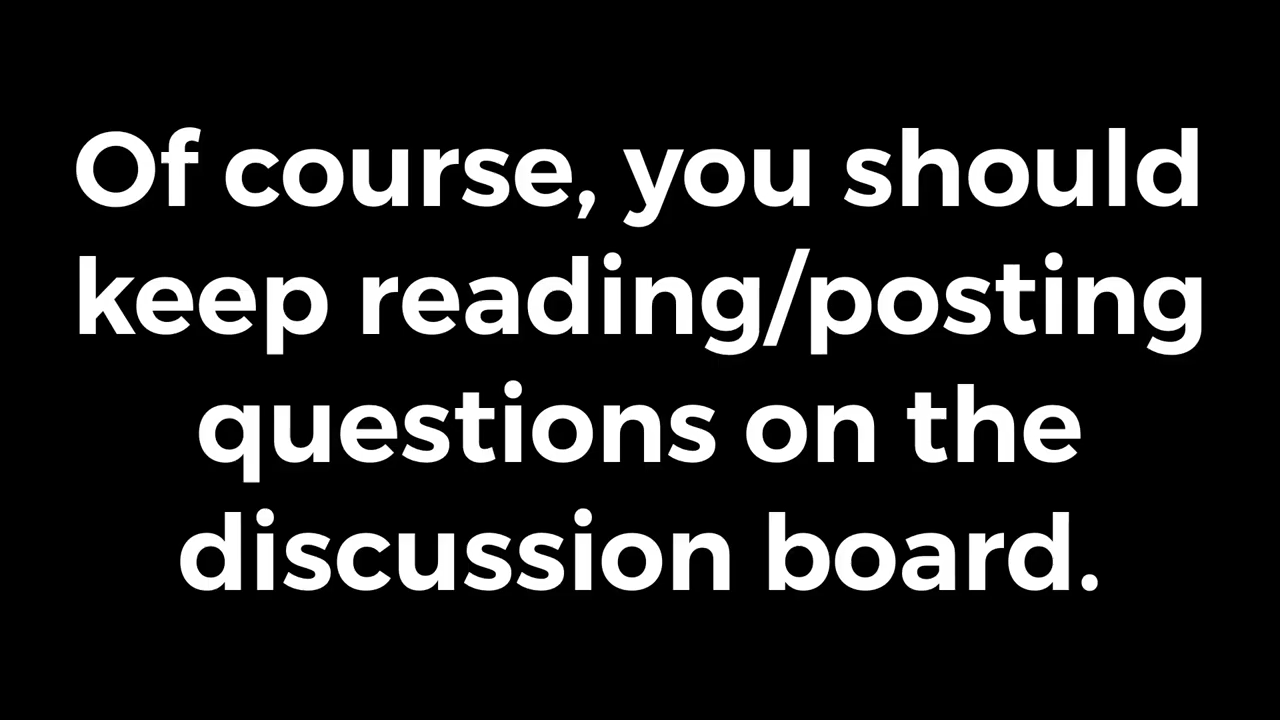 Of course, you should
keep reading/posting
questions on the
discussion board.